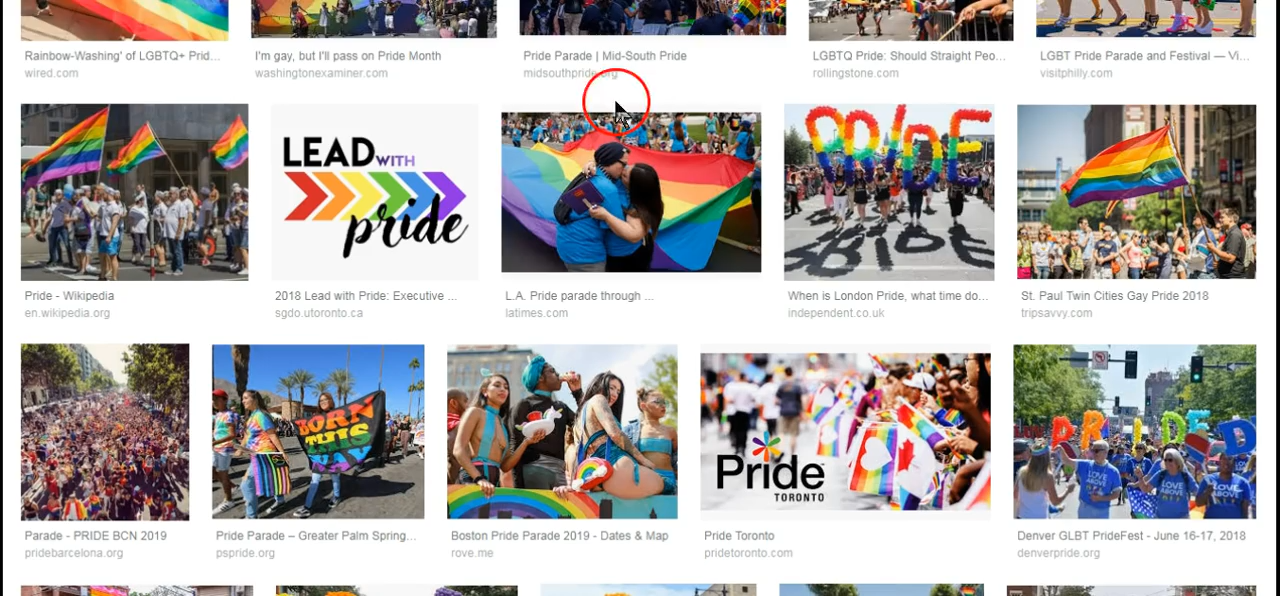 Rainbow-Washing' of LGBTQ+ Prid...
I'm gay, but I'll pass on Pride Month
Pride Parade | Mid-South Pride
LGBTQ Pride: Should Straight Peo...
LGBT Pride Parade and Festival — Vi...
wired.com
washingtonexaminer.com
midsouthpride.org
rollingstone.com
visitphilly.com
LEAD WITH
pride
PRIDE
Pride - Wikipedia
2018 Lead with Pride: Executive ...
L.A. Pride parade through ...
When is London Pride, what time do...
St. Paul Twin Cities Gay Pride 2018
en.wikipedia.org
sgdo.utoronto.ca
latimes.com
independent.co.uk
tripsavvy.com
BORN
THIS
WAY
Pride
TORONTO
PRIDE
LOVE
ABOVE
LOVE
ABOVE
Parade - PRIDE BCN 2019
Pride Parade – Greater Palm Spring...
Boston Pride Parade 2019 - Dates & Map
Pride Toronto
Denver GLBT PrideFest - June 16-17, 2018
pridebarcelona.org
pspride.org
rove.me
pridetoronto.com
denverpride.org